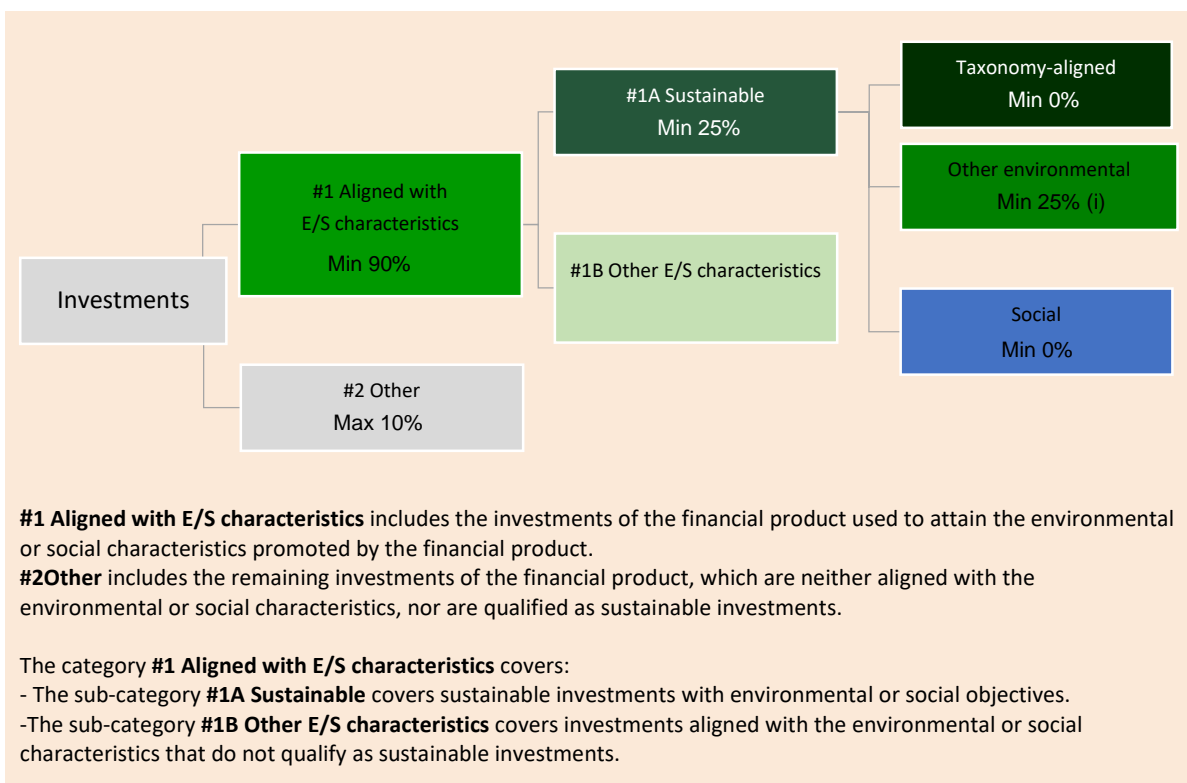 Investments
#1 Aligned with
E/S characteristics
Min 90%
#2 Other
Max 10%
#1A Sustainable
Min 25%
#1B Other E/S characteristics
Taxonomy-aligned
Min 0%
Other environmental
Min 25% (i)
Social
Min 0%
#1 Aligned with E/S characteristics includes the investments of the financial product used to attain the environmental
or social characteristics promoted by the financial product.
#2Other includes the remaining investments of the financial product, which are neither aligned with the
environmental or social characteristics, nor are qualified as sustainable investments.
The category #1 Aligned with E/S characteristics covers:
- The sub-category #1A Sustainable covers sustainable investments with environmental or social objectives.
-The sub-category #1B Other E/S characteristics covers investments aligned with the environmental or social
characteristics that do not qualify as sustainable investments.